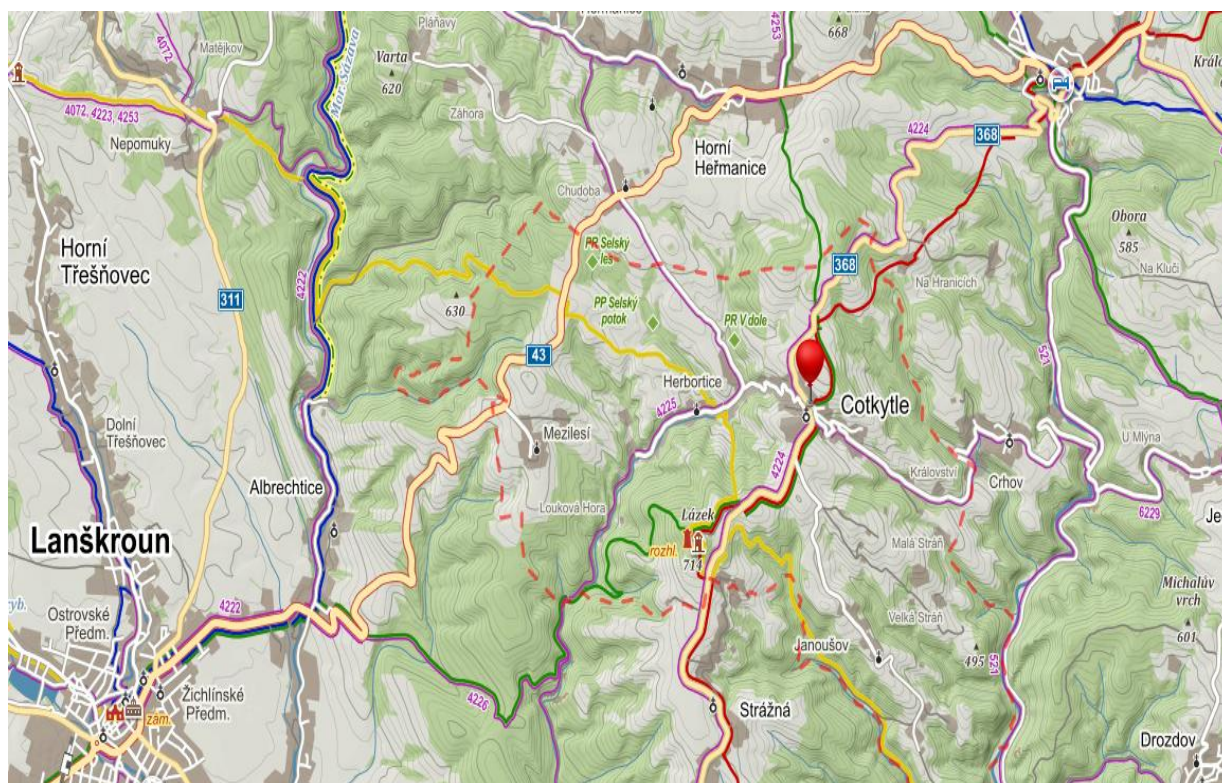 4072
Pláňavy
Matějkov
Varta
620
Mor. Sázava
4253
668
4072, 4223, 4253
Nepomuky
Záhora
Horní
Heřmanice
4224
368
Chudoba
Obora
585
Na Kluči
Horní
Třešňovec
4222
311
PR Selský
les
368
Na Hranicích
630
PP Selský
potok
PR V dole
43
521
Herbortice
4225
Cotkytle
Dolní
Třešňovec
Mezilesí
U Mlýna
4224
Království
Crhov
Albrechtice
Louková Hora
Lázek
rozhl.
714
6229
Lanškroun
Malá Stráň
Michalův
vrch
601
Ostrovské
Předm.
4222
Velká Stráň
Janoušov
495
521
Žichlínské
Předm.
zám.
4226
Strážná
Drozdov